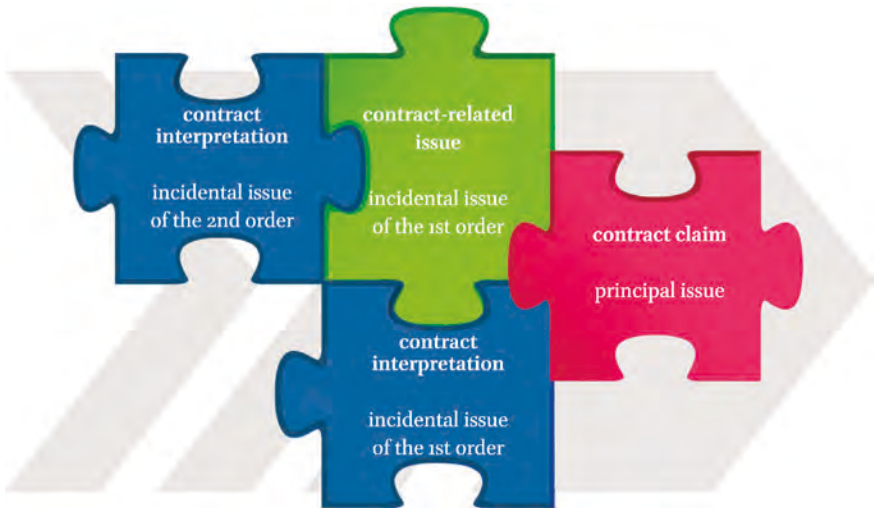 contract
interpretation
incidental issue
of the 2nd order
contract-related
issue
incidental issue
of the 1st order
contract claim
principal issue
contract
interpretation
incidental issue
of the 1st order